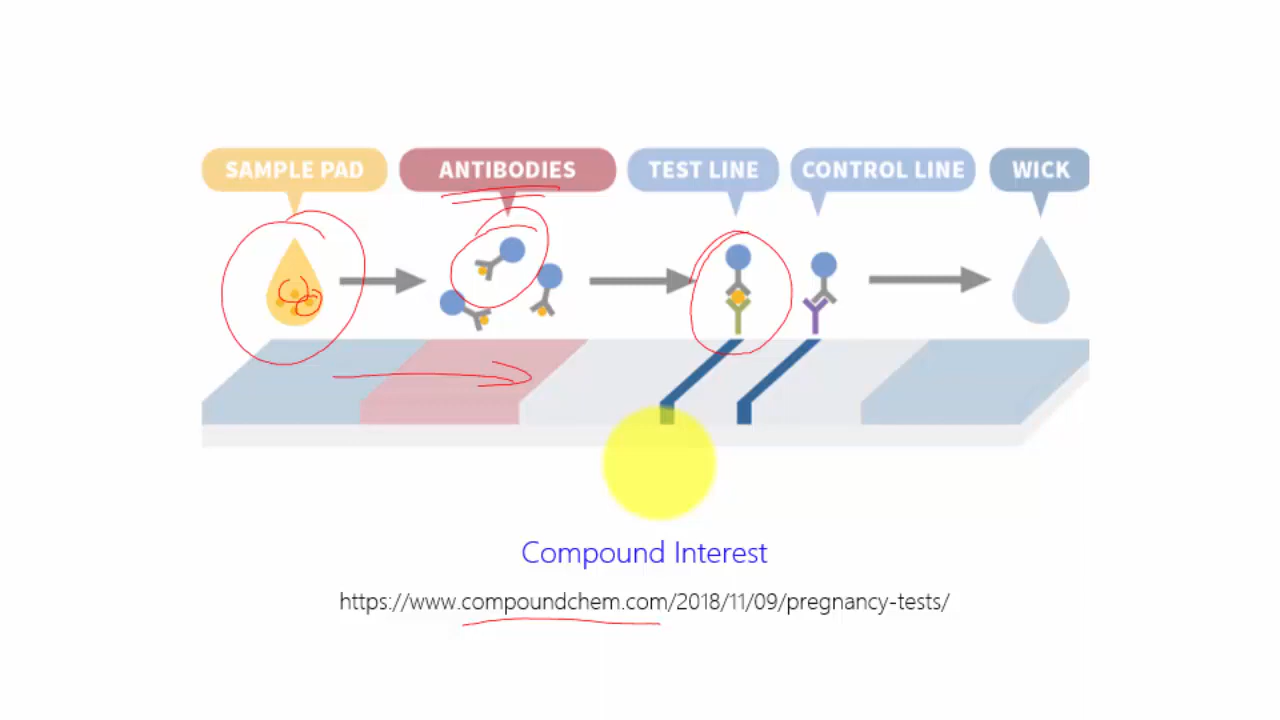 SAMPLE PAD
ANTIBODIES
TEST LINE
CONTROL LINE
WICK
Compound Interest
https://www.compoundchem.com/2018/11/09/pregnancy-tests/